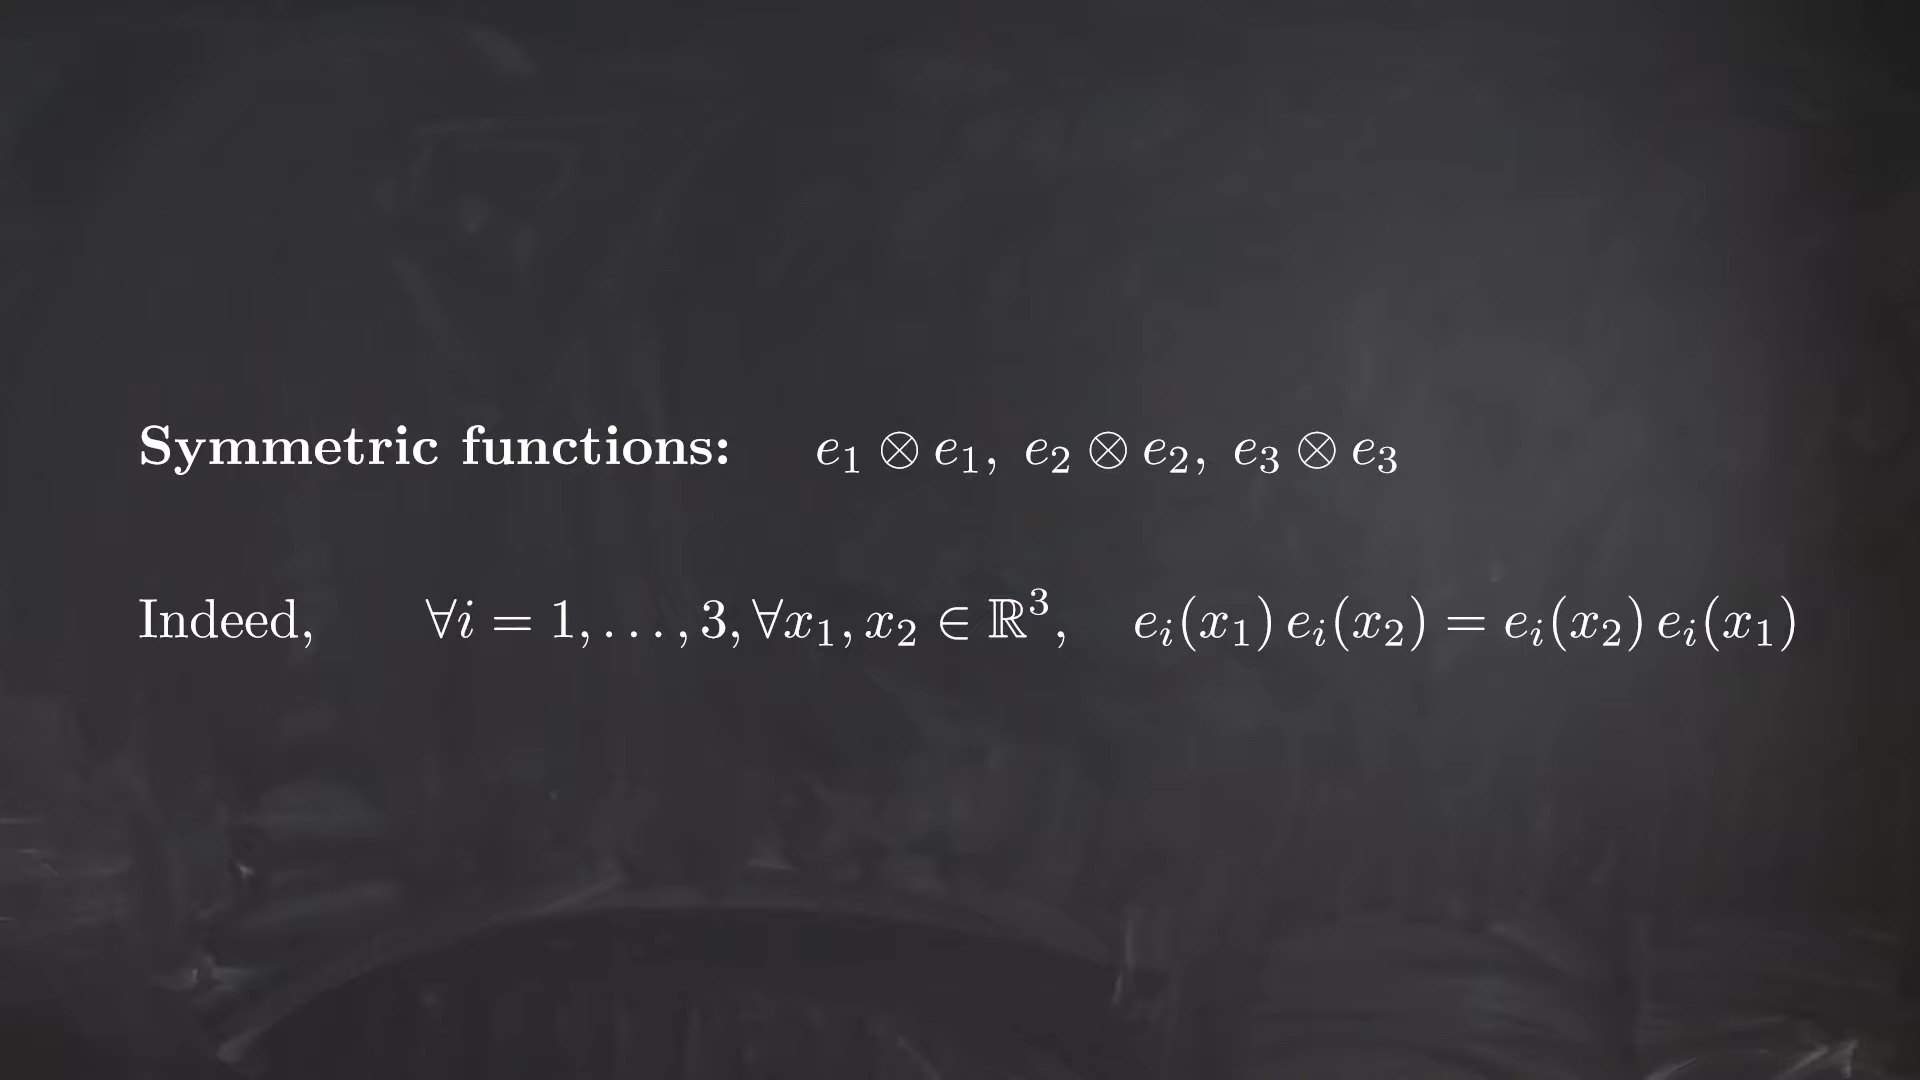 Symmetric functions: e₁ ⊗ e₁, e₂ ⊗ e₂, e₃ ⊗ e₃
Indeed, ∀i = 1, . . . , 3, ∀x₁, x₂ ∈ ℝ³, eᵢ(x₁) eᵢ(x₂) = eᵢ(x₂) eᵢ(x₁)